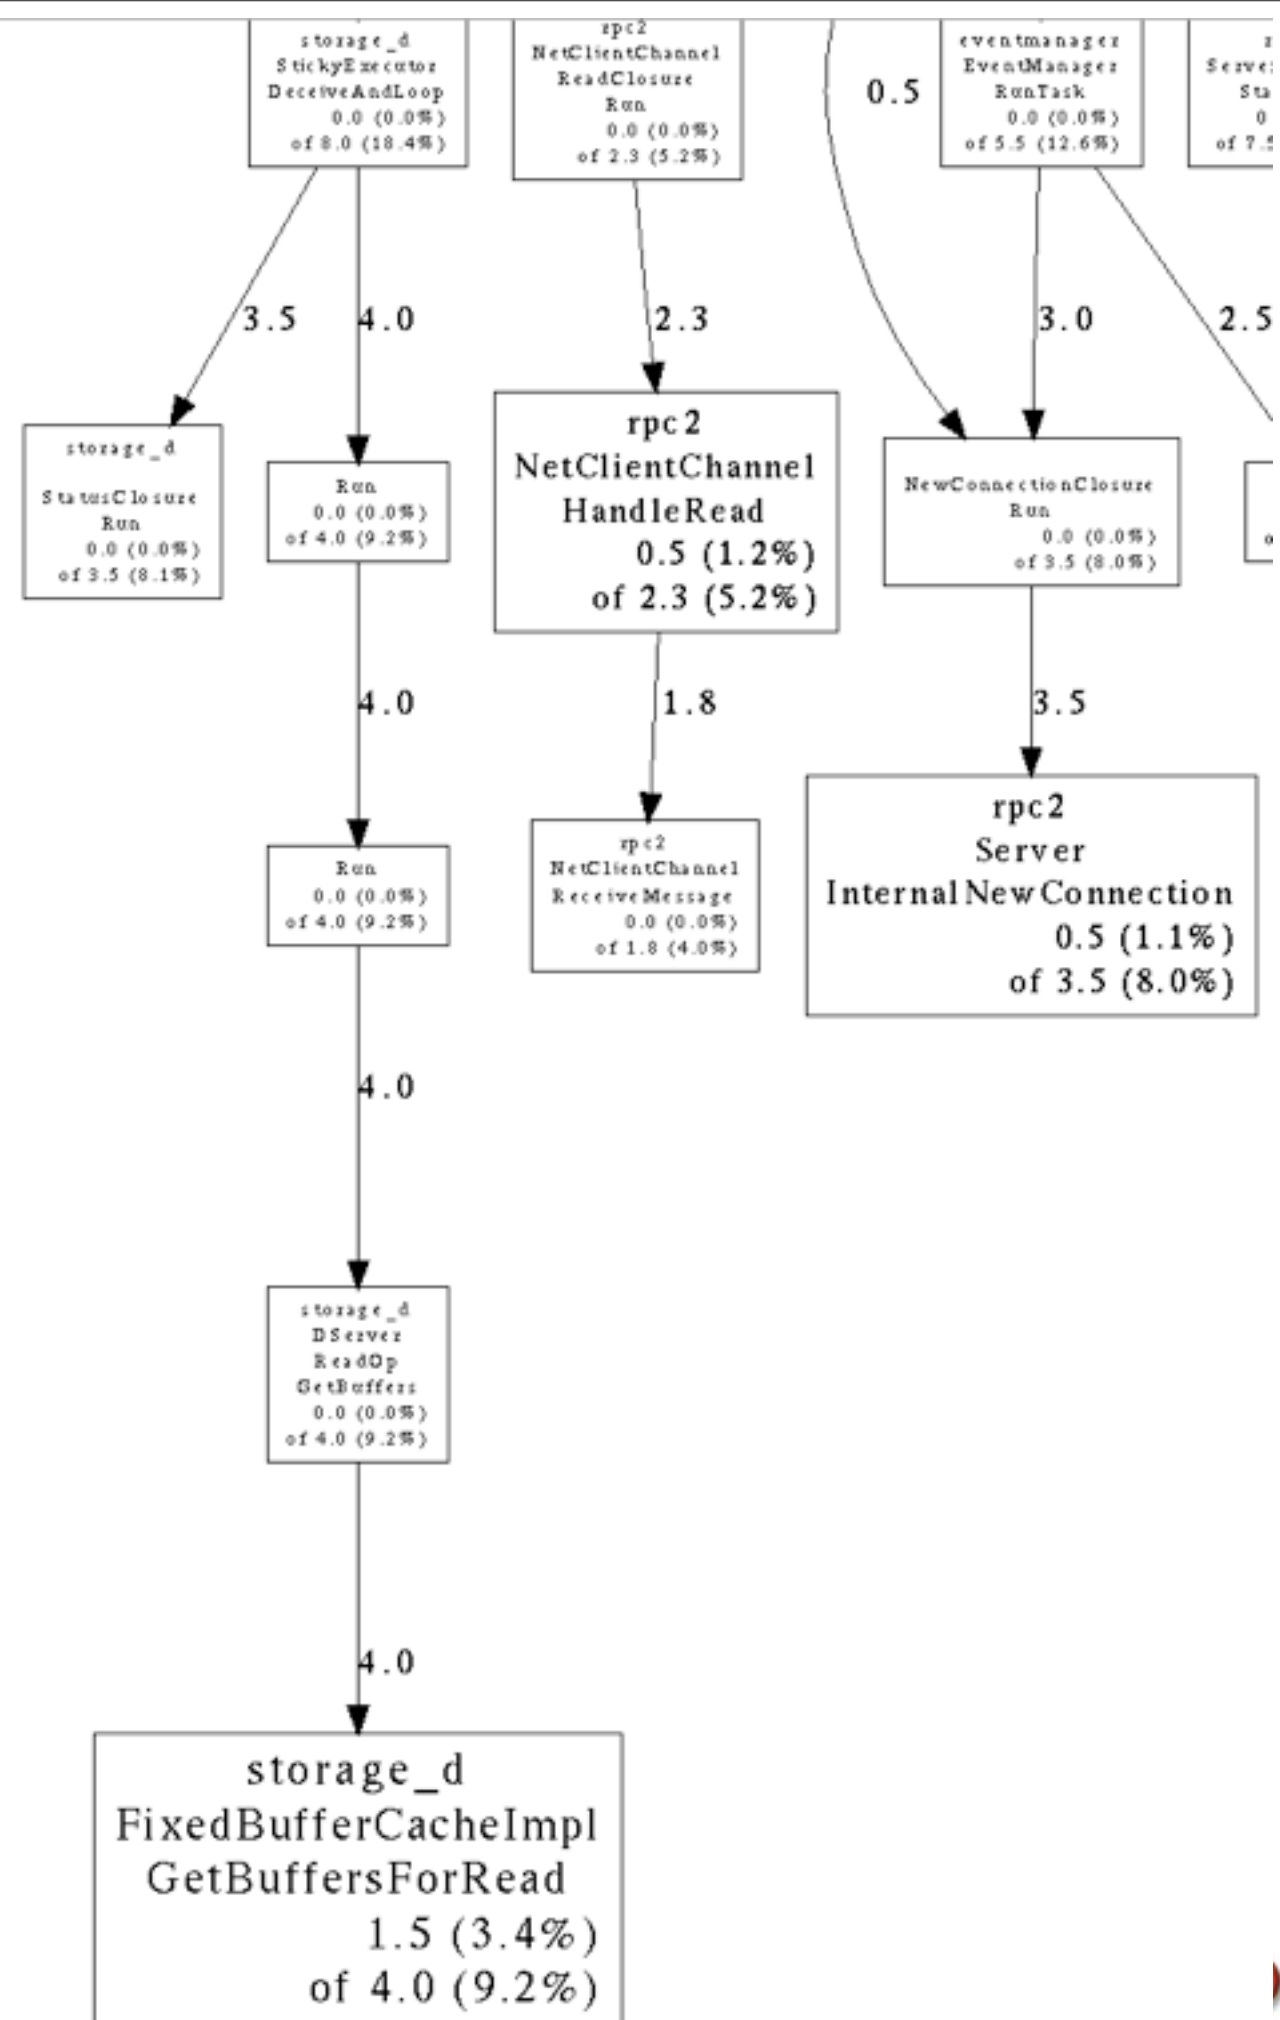 storage_d
StickyExecutor
DeceiveAndLoop
0.0 (0.0%)
of 8.0 (18.4%)
rpc2
NetClientChannel
ReadClosure
Run
0.0 (0.0%)
of 2.3 (5.2%)
0.5
eventmanager
EventManager
RunTask
0.0 (0.0%)
of 5.5 (12.6%)
3.5
4.0
2.3
3.0
2.5
storage_d
StatusClosure
Run
0.0 (0.0%)
of 3.5 (8.1%)
Run
0.0 (0.0%)
of 4.0 (9.2%)
rpc2
NetClientChannel
HandleRead
0.5 (1.2%)
of 2.3 (5.2%)
NewConnectionClosure
Run
0.0 (0.0%)
of 3.5 (8.0%)
4.0
1.8
3.5
Run
0.0 (0.0%)
of 4.0 (9.2%)
rpc2
NetClientChannel
ReceiveMessage
0.0 (0.0%)
of 1.8 (4.0%)
rpc2
Server
InternalNewConnection
0.5 (1.1%)
of 3.5 (8.0%)
4.0
storage_d
DServer
ReadOp
GetBuffers
0.0 (0.0%)
of 4.0 (9.2%)
4.0
storage_d
FixedBufferCacheImpl
GetBuffersForRead
1.5 (3.4%)
of 4.0 (9.2%)